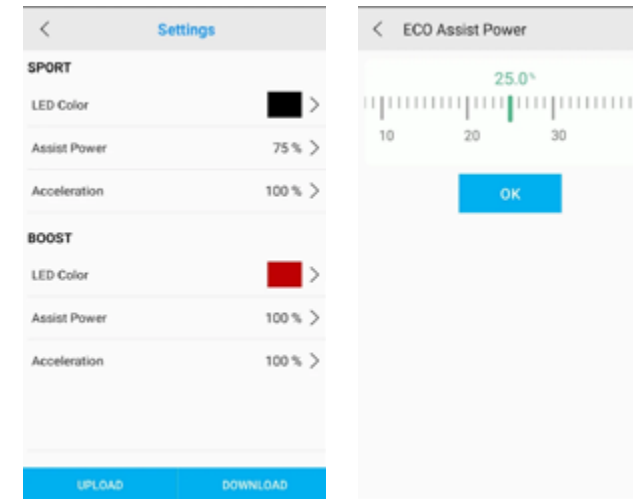 Settings
SPORT
LED Color
Assist Power 75 %
Acceleration 100 %
BOOST
LED Color
Assist Power 100 %
Acceleration 100 %
UPLOAD DOWNLOAD
ECO Assist Power
25.0%
10 20 30
OK